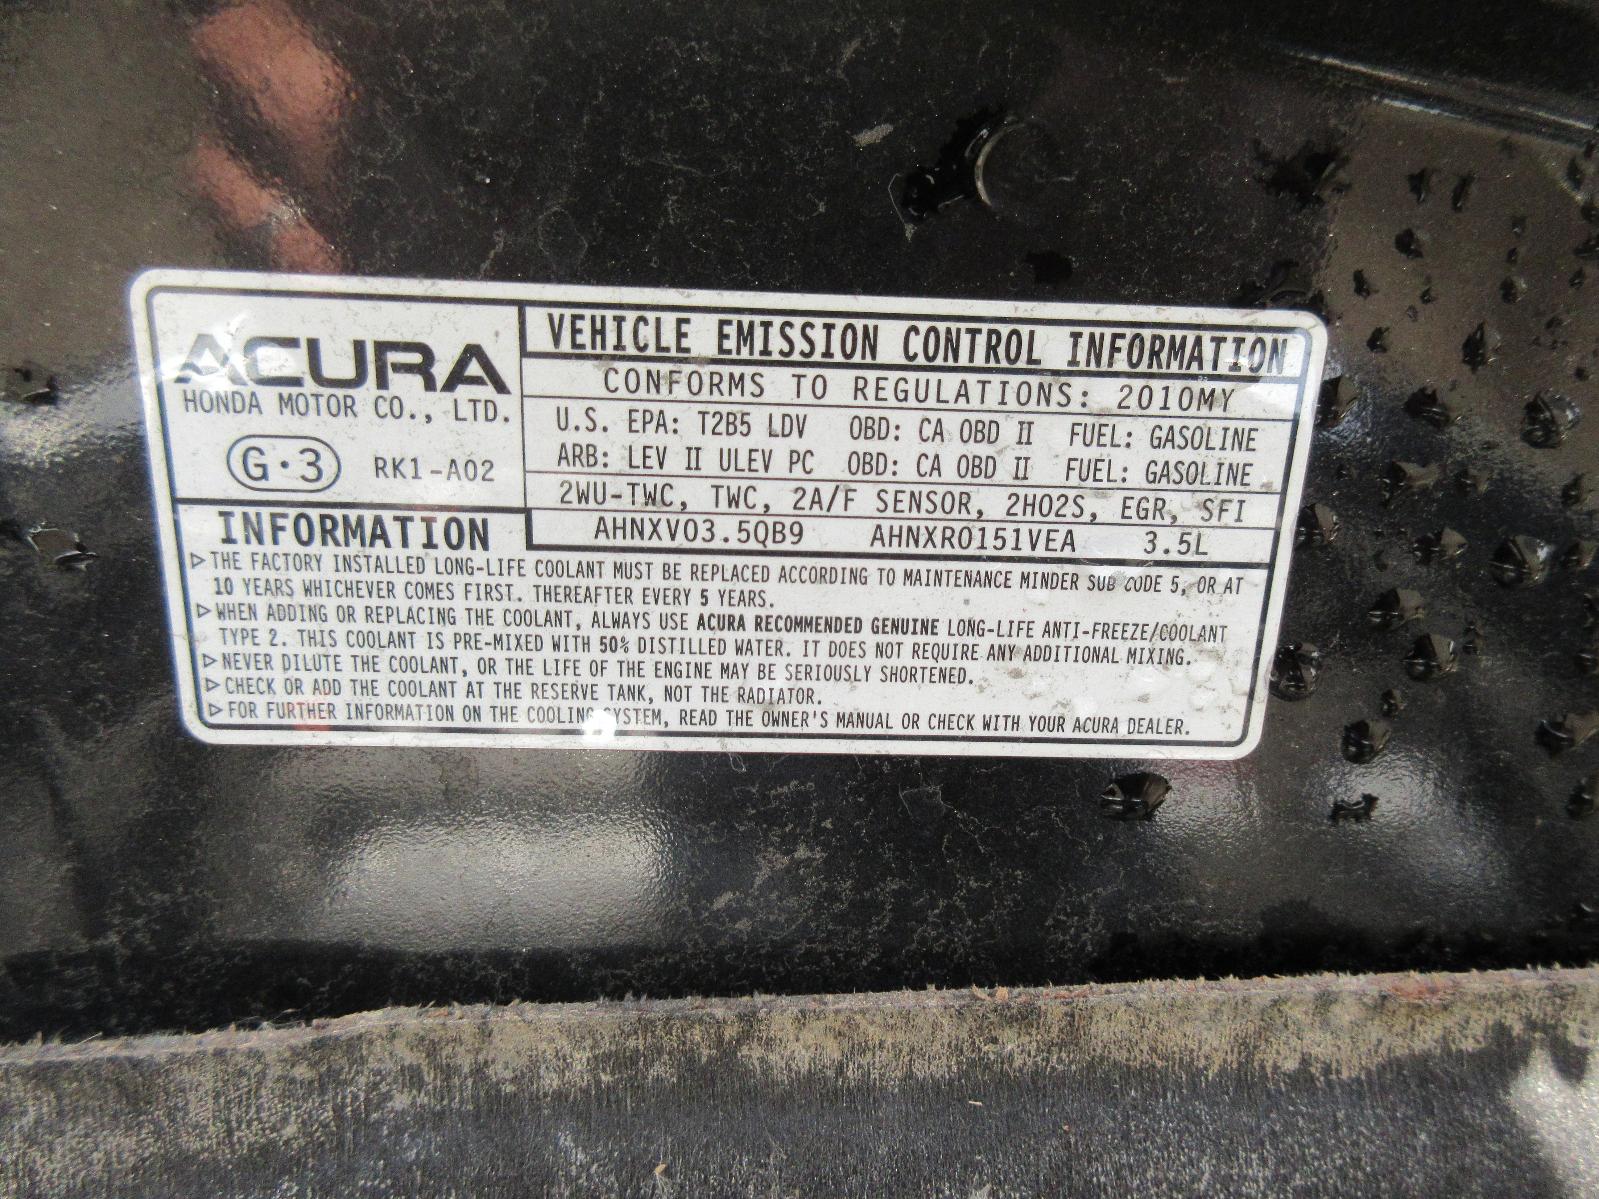 ACURA
HONDA MOTOR CO., LTD.
G·3 RK1-A02
VEHICLE EMISSION CONTROL INFORMATION
CONFORMS TO REGULATIONS: 2010MY
U.S. EPA: T2B5 LDV OBD: CA OBD II FUEL: GASOLINE
ARB: LEV II ULEV PC OBD: CA OBD II FUEL: GASOLINE
2WU-TWC, TWC, 2A/F SENSOR, 2HO2S, EGR, SFI
AHNXV03.5QB9 AHNXR0151VEA 3.5L
INFORMATION
▷THE FACTORY INSTALLED LONG-LIFE COOLANT MUST BE REPLACED ACCORDING TO MAINTENANCE MINDER SUB CODE 5, OR AT
10 YEARS WHICHEVER COMES FIRST. THEREAFTER EVERY 5 YEARS.
▷WHEN ADDING OR REPLACING THE COOLANT, ALWAYS USE ACURA RECOMMENDED GENUINE LONG-LIFE ANTI-FREEZE/COOLANT
TYPE 2. THIS COOLANT IS PRE-MIXED WITH 50% DISTILLED WATER. IT DOES NOT REQUIRE ANY ADDITIONAL MIXING.
▷NEVER DILUTE THE COOLANT, OR THE LIFE OF THE ENGINE MAY BE SERIOUSLY SHORTENED.
▷CHECK OR ADD THE COOLANT AT THE RESERVE TANK, NOT THE RADIATOR.
▷FOR FURTHER INFORMATION ON THE COOLING SYSTEM, READ THE OWNER'S MANUAL OR CHECK WITH YOUR ACURA DEALER.